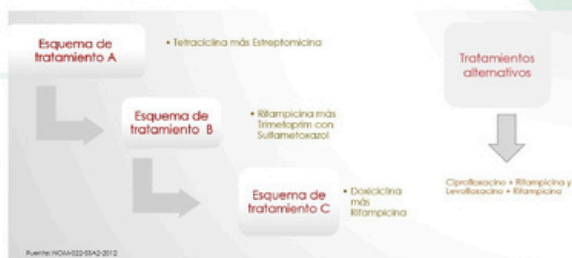 Esquema de
tratamiento A
• Tetraciclina más Estreptomicina
Esquema de
tratamiento B
• Rifampicina más
Trimetoprim con
Sulfametoxazol
Esquema de
tratamiento C
• Doxiciclina
más
Rifampicina
Tratamientos
alternativos
Ciprofloxacino + Rifampicina y
Levofloxacino + Rifampicina
Fuente: NOM-022-SSA2-2012